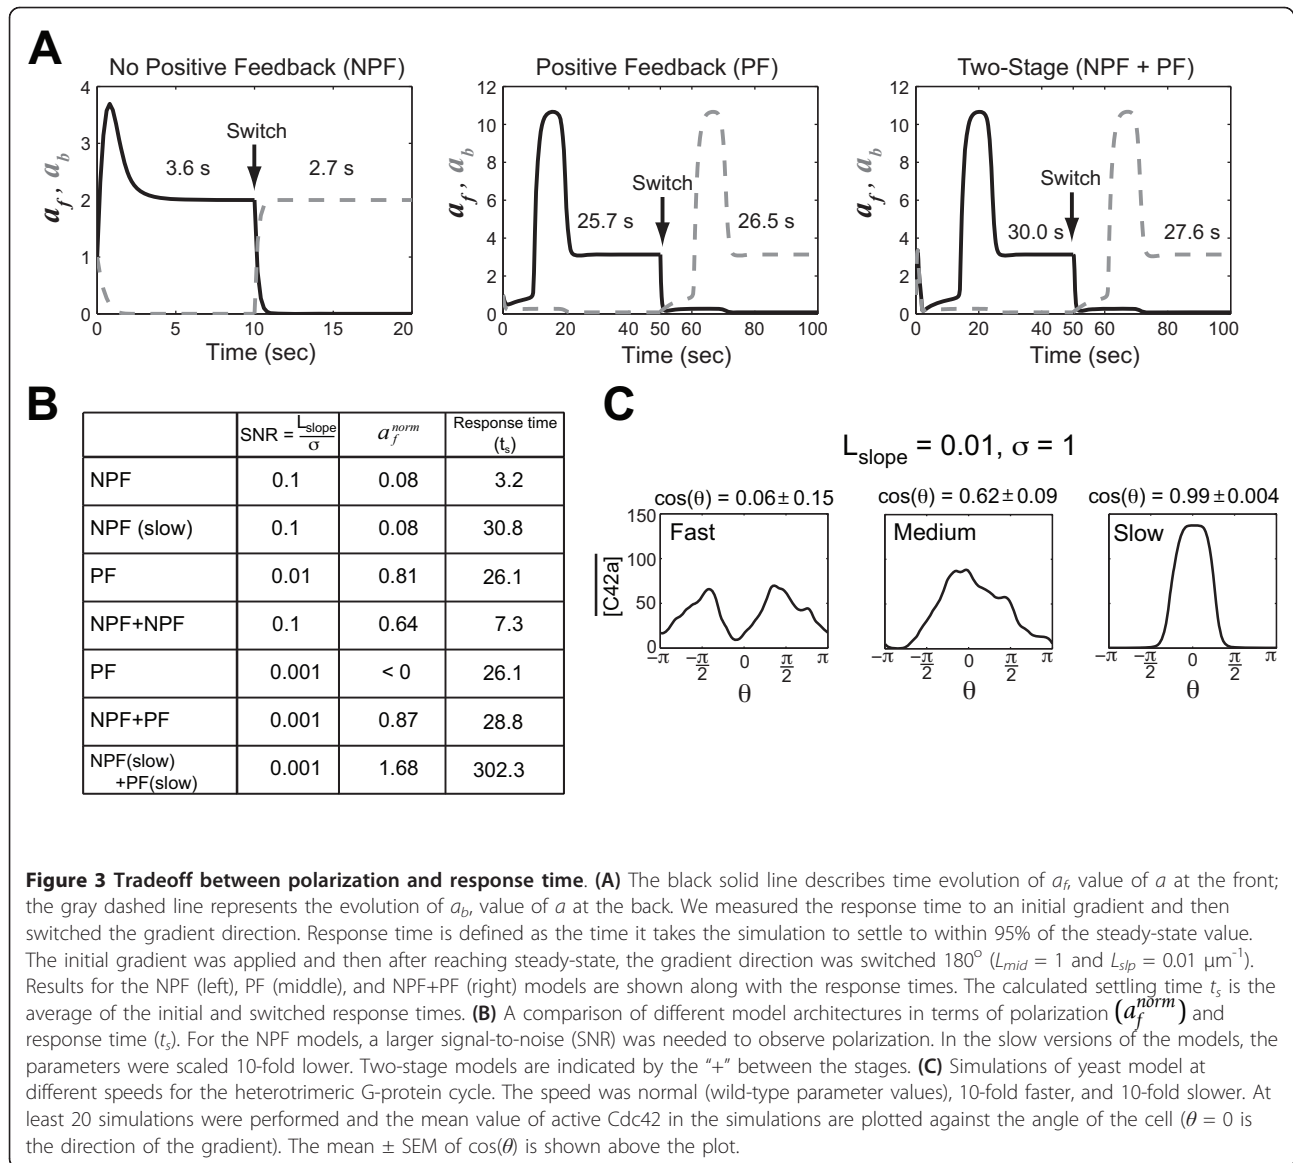 A
No Positive Feedback (NPF)
Positive Feedback (PF)
Two-Stage (NPF + PF)
4
3
2
1
0
a_f, a_b
3.6 s
Switch
2.7 s
0 5 10 15 20
Time (sec)
12
10
8
6
4
2
0
a_f, a_b
25.7 s
Switch
26.5 s
0 20 40 50 60 80 100
Time (sec)
12
10
8
6
4
2
0
a_f, a_b
30.0 s
Switch
27.6 s
0 20 40 50 60 80 100
Time (sec)
B
SNR = L_slope/σ a_f^norm Response time (t_s)
NPF 0.1 0.08 3.2
NPF (slow) 0.1 0.08 30.8
PF 0.01 0.81 26.1
NPF+NPF 0.1 0.64 7.3
PF 0.001 < 0 26.1
NPF+PF 0.001 0.87 28.8
NPF(slow)
+PF(slow) 0.001 1.68 302.3
C
L_slope = 0.01, σ = 1
cos(θ) = 0.06 ± 0.15
cos(θ) = 0.62 ± 0.09
cos(θ) = 0.99 ± 0.004
150
100
50
0
[C42a]
Fast
−π −π/2 0 π/2 π
θ
Medium
−π −π/2 0 π/2 π
θ
Slow
−π −π/2 0 π/2 π
θ
Figure 3 Tradeoff between polarization and response time. (A) The black solid line describes time evolution of a_f, value of a at the front;
the gray dashed line represents the evolution of a_b, value of a at the back. We measured the response time to an initial gradient and then
switched the gradient direction. Response time is defined as the time it takes the simulation to settle to within 95% of the steady-state value.
The initial gradient was applied and then after reaching steady-state, the gradient direction was switched 180° (L_mid = 1 and L_slp = 0.01 μm⁻¹).
Results for the NPF (left), PF (middle), and NPF+PF (right) models are shown along with the response times. The calculated settling time t_s is the
average of the initial and switched response times. (B) A comparison of different model architectures in terms of polarization (a_f^norm) and
response time (t_s). For the NPF models, a larger signal-to-noise (SNR) was needed to observe polarization. In the slow versions of the models, the
parameters were scaled 10-fold lower. Two-stage models are indicated by the "+" between the stages. (C) Simulations of yeast model at
different speeds for the heterotrimeric G-protein cycle. The speed was normal (wild-type parameter values), 10-fold faster, and 10-fold slower. At
least 20 simulations were performed and the mean value of active Cdc42 in the simulations are plotted against the angle of the cell (θ = 0 is
the direction of the gradient). The mean ± SEM of cos(θ) is shown above the plot.